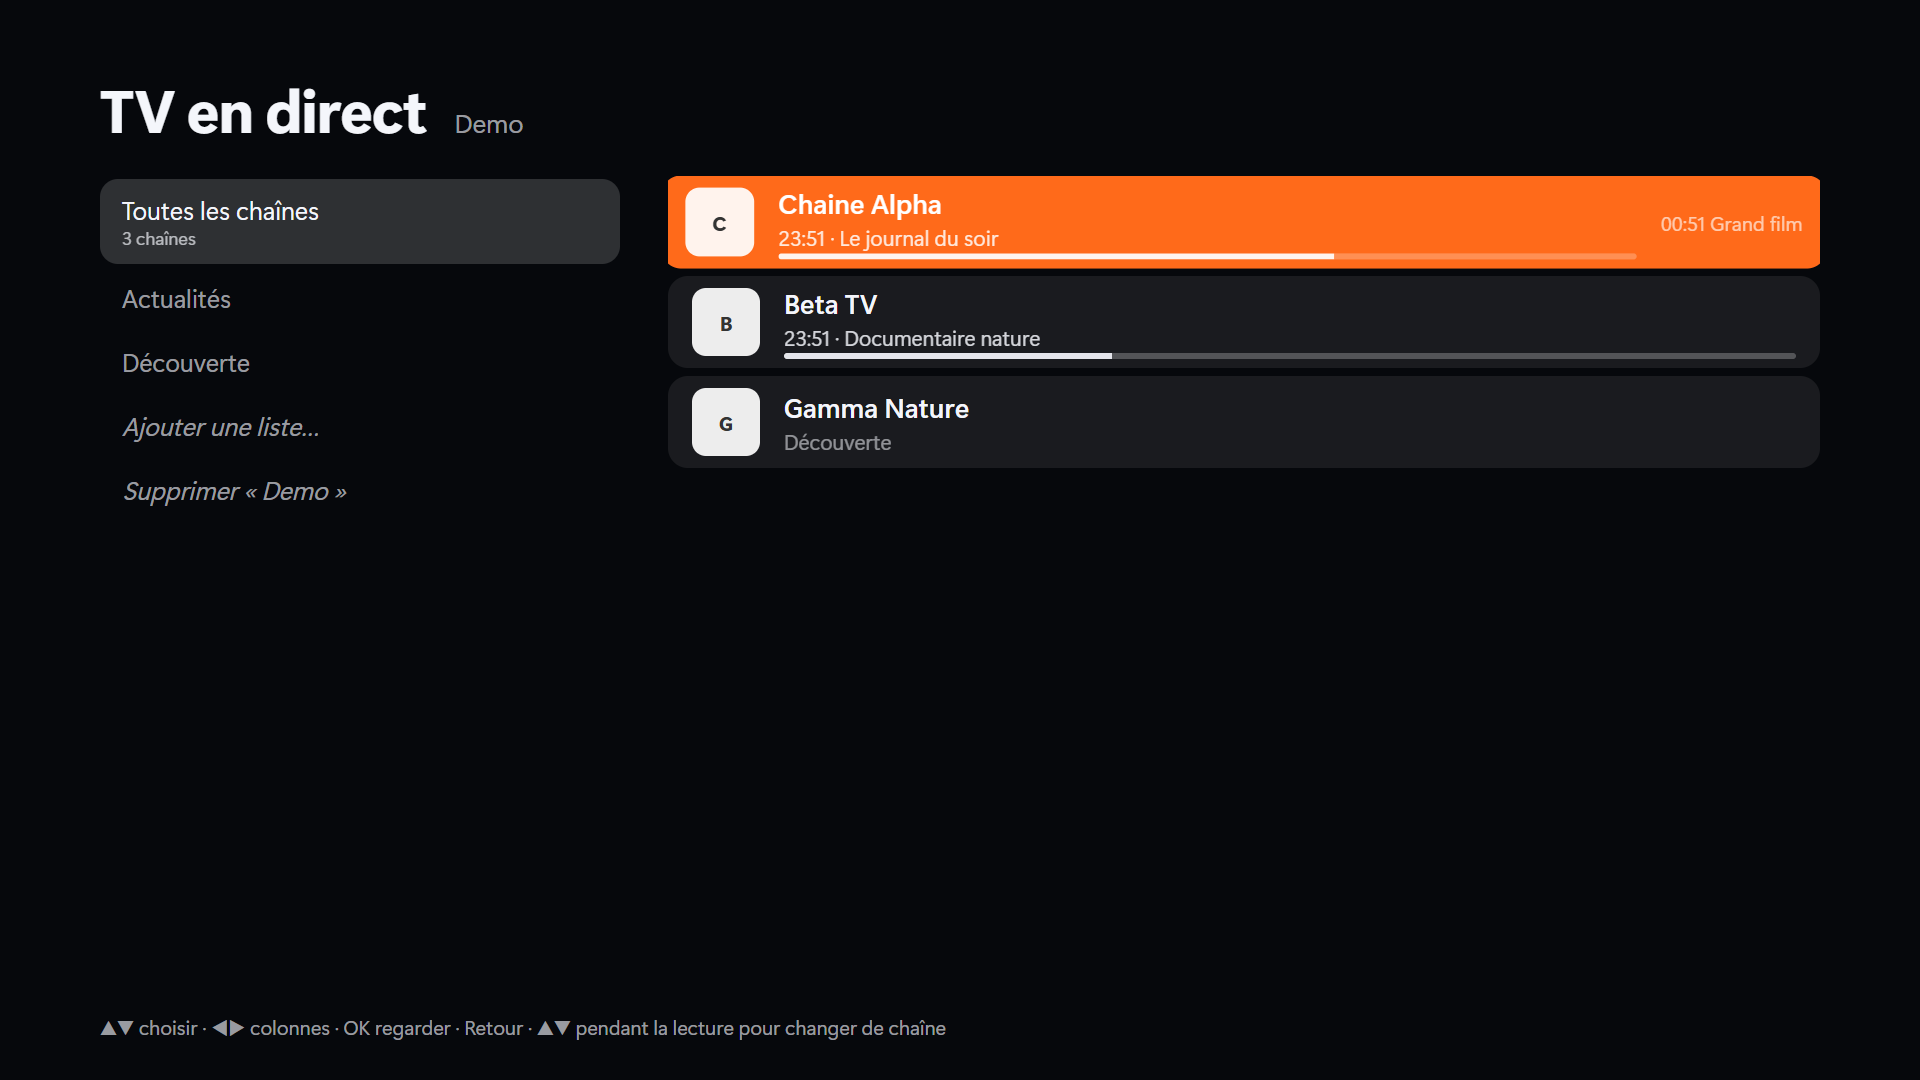 TV en direct Demo
Toutes les chaînes
3 chaînes
Actualités
Découverte
Ajouter une liste...
Supprimer « Demo »
C
Chaine Alpha
23:51 · Le journal du soir
00:51 Grand film
B
Beta TV
23:51 · Documentaire nature
G
Gamma Nature
Découverte
▲▼ choisir · ◀▶ colonnes · OK regarder · Retour · ▲▼ pendant la lecture pour changer de chaîne